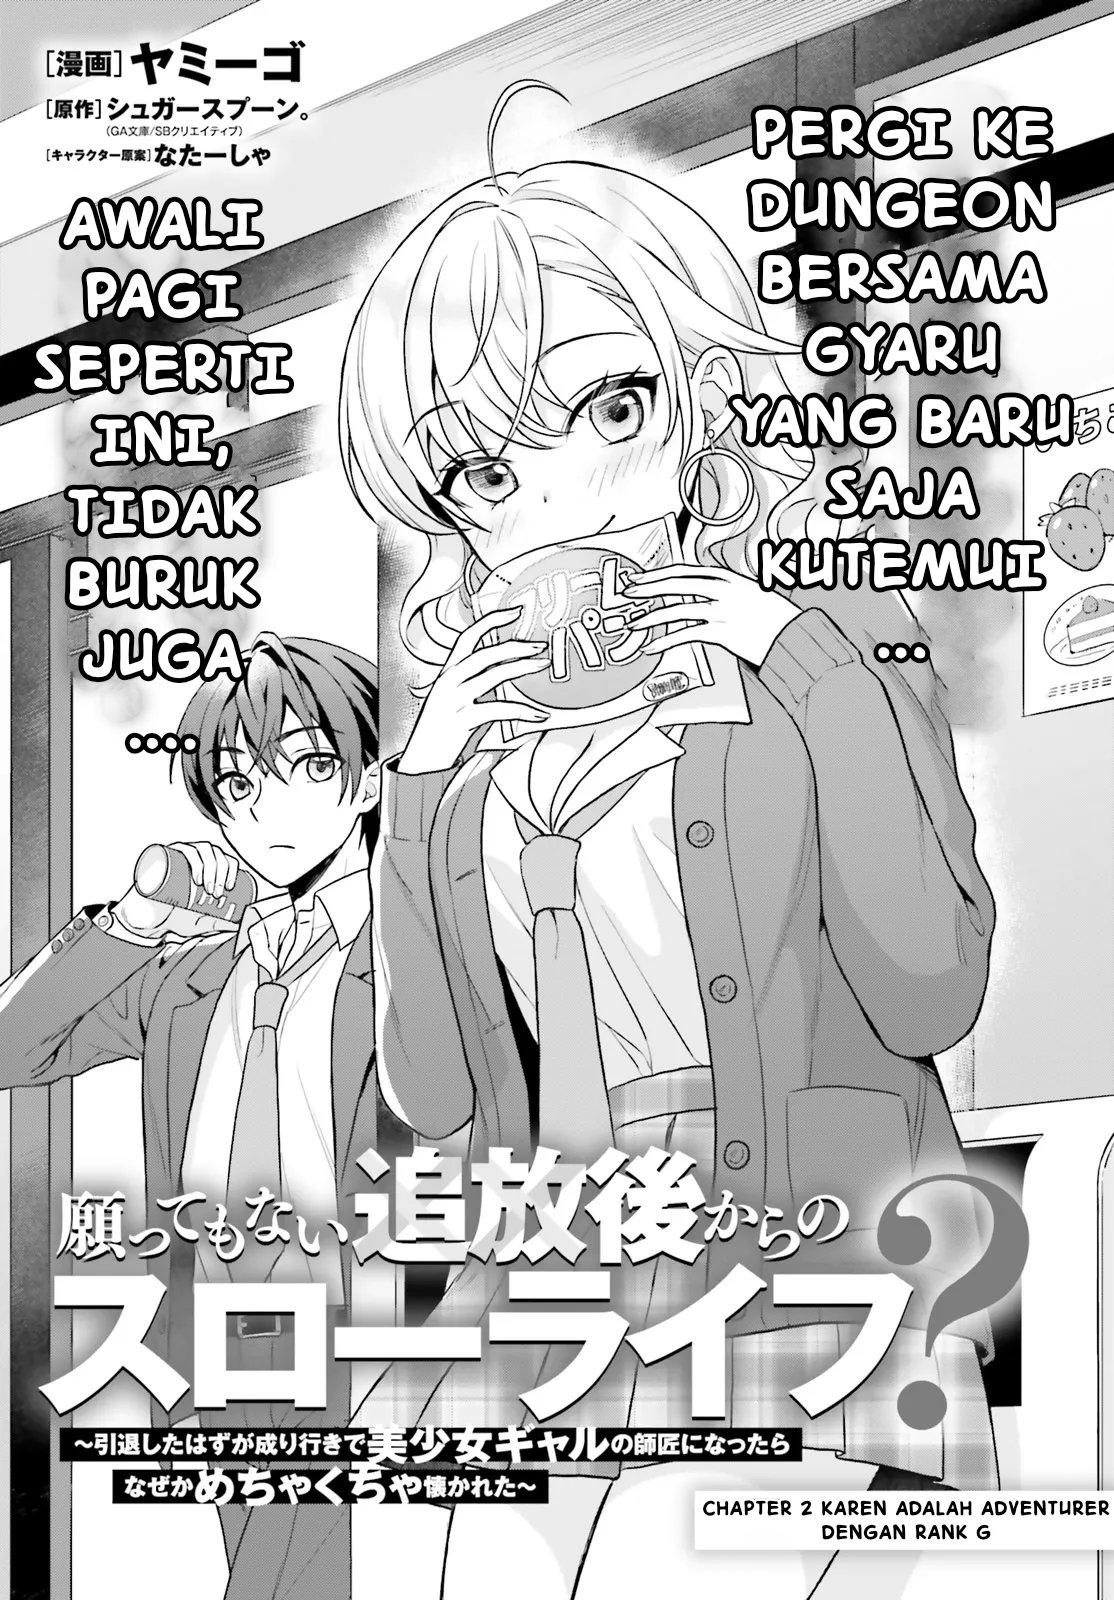 [漫画]ヤミーゴ
[原作]シュガースプーン。
(GA文庫/SBクリエイティブ)
[キャラクター原案]なたーしゃ
PERGI KE
DUNGEON
BERSAMA
GYARU
YANG BARU
SAJA
KUTEMUI
...
AWALI
PAGI
SEPERTI
INI,
TIDAK
BURUK
JUGA
....
クリーム
パン
願ってもない追放後からの
スローライフ?
~引退したはずが成り行きで美少女ギャルの師匠になったら
なぜかめちゃくちゃ懐かれた~
CHAPTER 2 KAREN ADALAH ADVENTURER
DENGAN RANK G